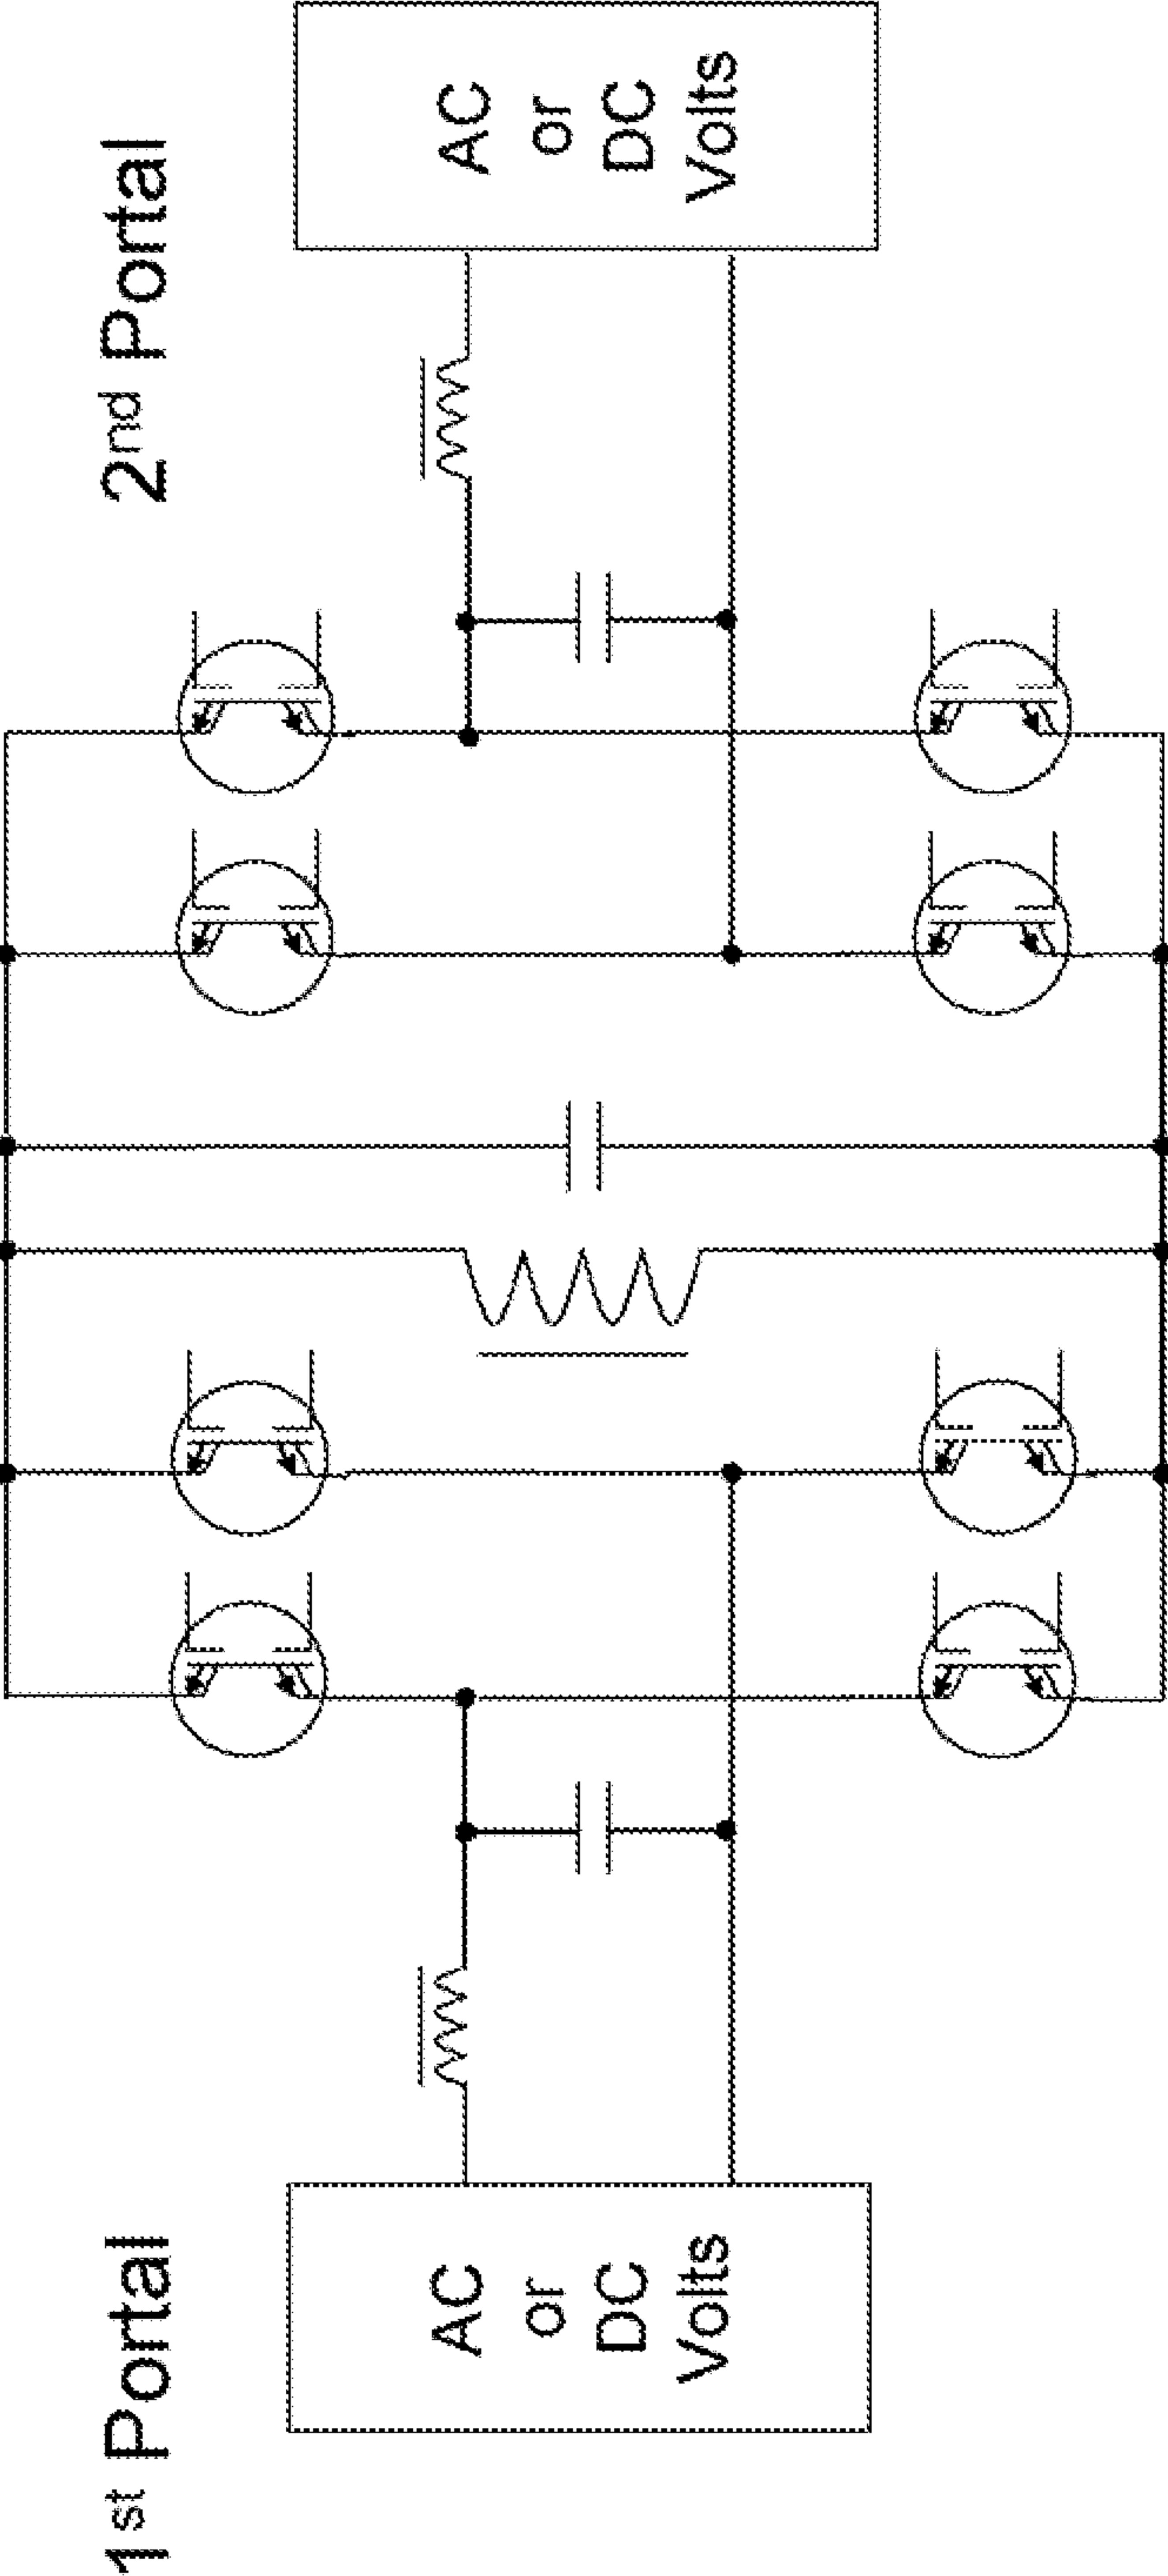 1st Portal
AC
or
DC
Volts
2nd Portal
AC
or
DC
Volts